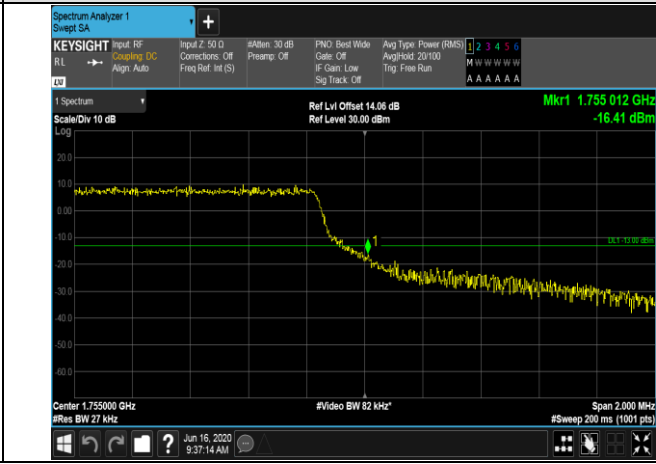 Spectrum Analyzer 1
Swept SA
+
KEYSIGHT
RL
Input: RF
Coupling: DC
Align: Auto
Input Z: 50 Ω
Corrections: Off
Freq Ref: Int (S)
#Atten: 30 dB
Preamp: Off
PNO: Best Wide
Gate: Off
IF Gain: Low
Sig Track: Off
Avg Type: Power (RMS)
Avg|Hold: 20/100
Trig: Free Run
1 2 3 4 5 6
M W W W W W
A A A A A A
LXI
1 Spectrum
Scale/Div 10 dB
Log
Ref Lvl Offset 14.06 dB
Ref Level 30.00 dBm
Mkr1 1.755 012 GHz
-16.41 dBm
20.0
10.0
0.00
-10.0
-20.0
-30.0
-40.0
-50.0
-60.0
1
DL1 -13.00 dBm
Center 1.755000 GHz
#Res BW 27 kHz
#Video BW 82 kHz*
Span 2.000 MHz
#Sweep 200 ms (1001 pts)
?
Jun 16, 2020
9:37:14 AM